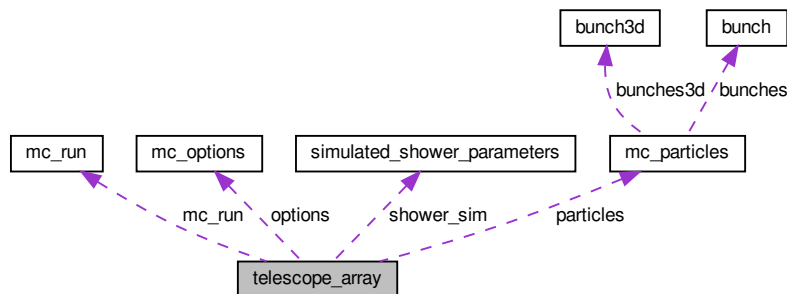 bunch3d
bunch
bunches3d
bunches
mc_run
mc_options
simulated_shower_parameters
mc_particles
mc_run
options
shower_sim
particles
telescope_array